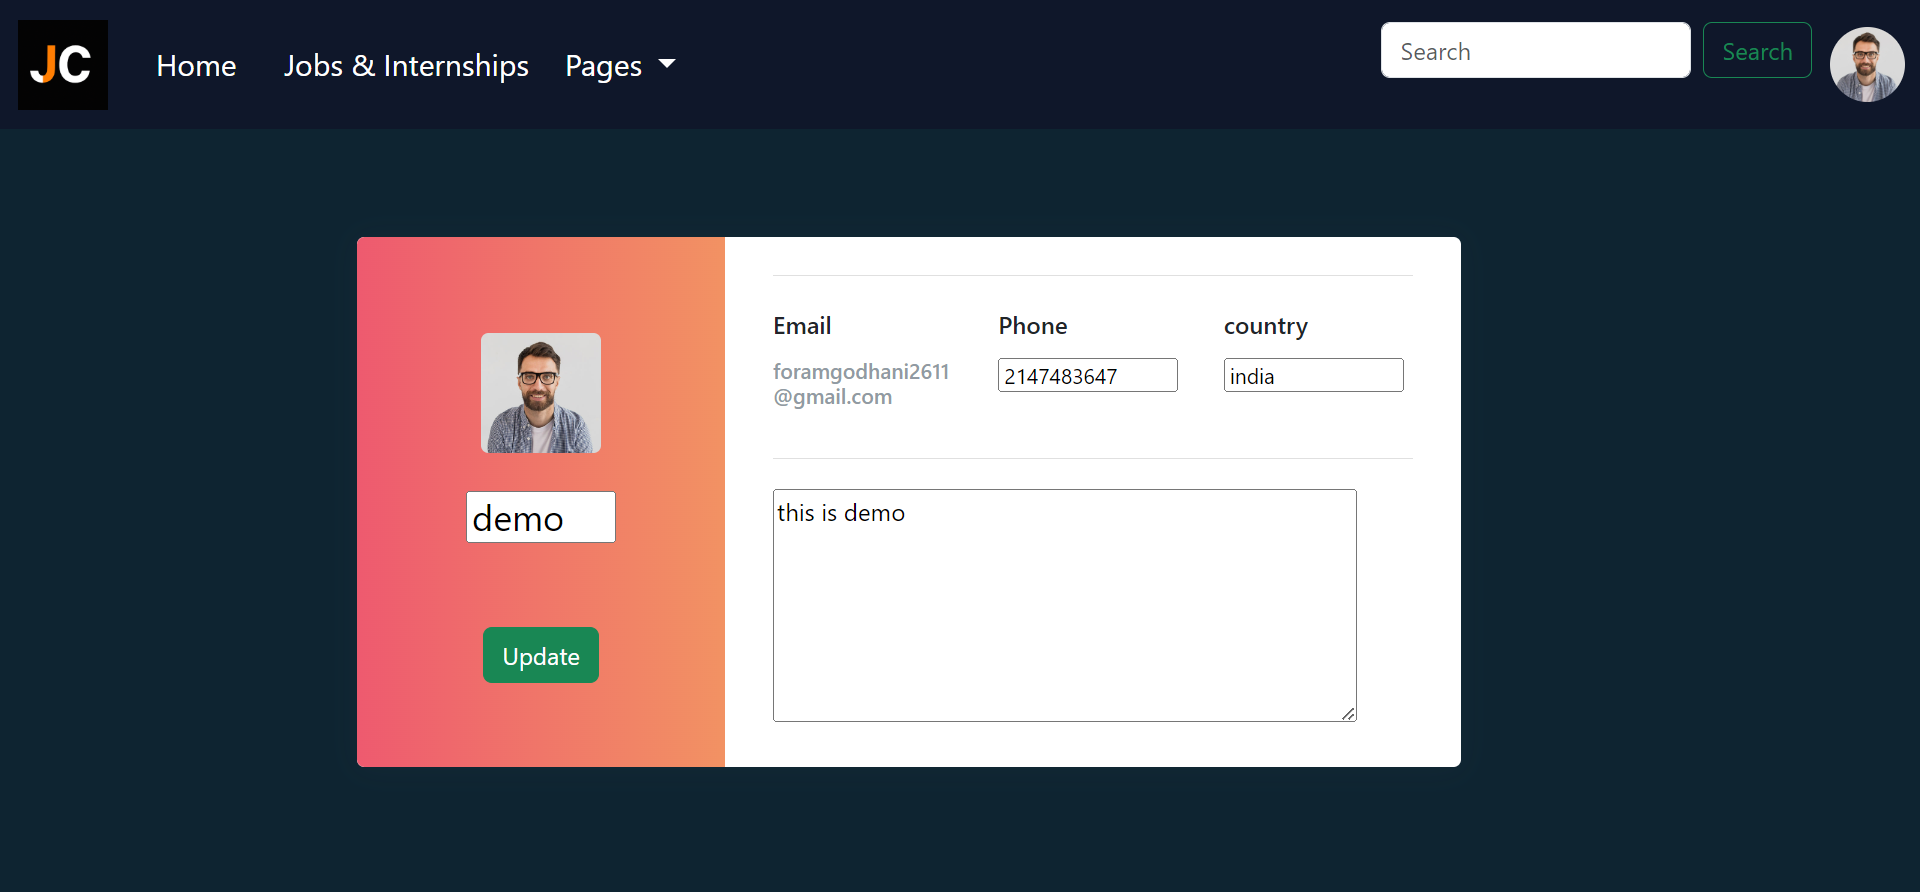 JC
Home
Jobs & Internships
Pages
Search
Search
Email
Phone
country
foramgodhani2611
@gmail.com
2147483647
india
demo
this is demo
Update